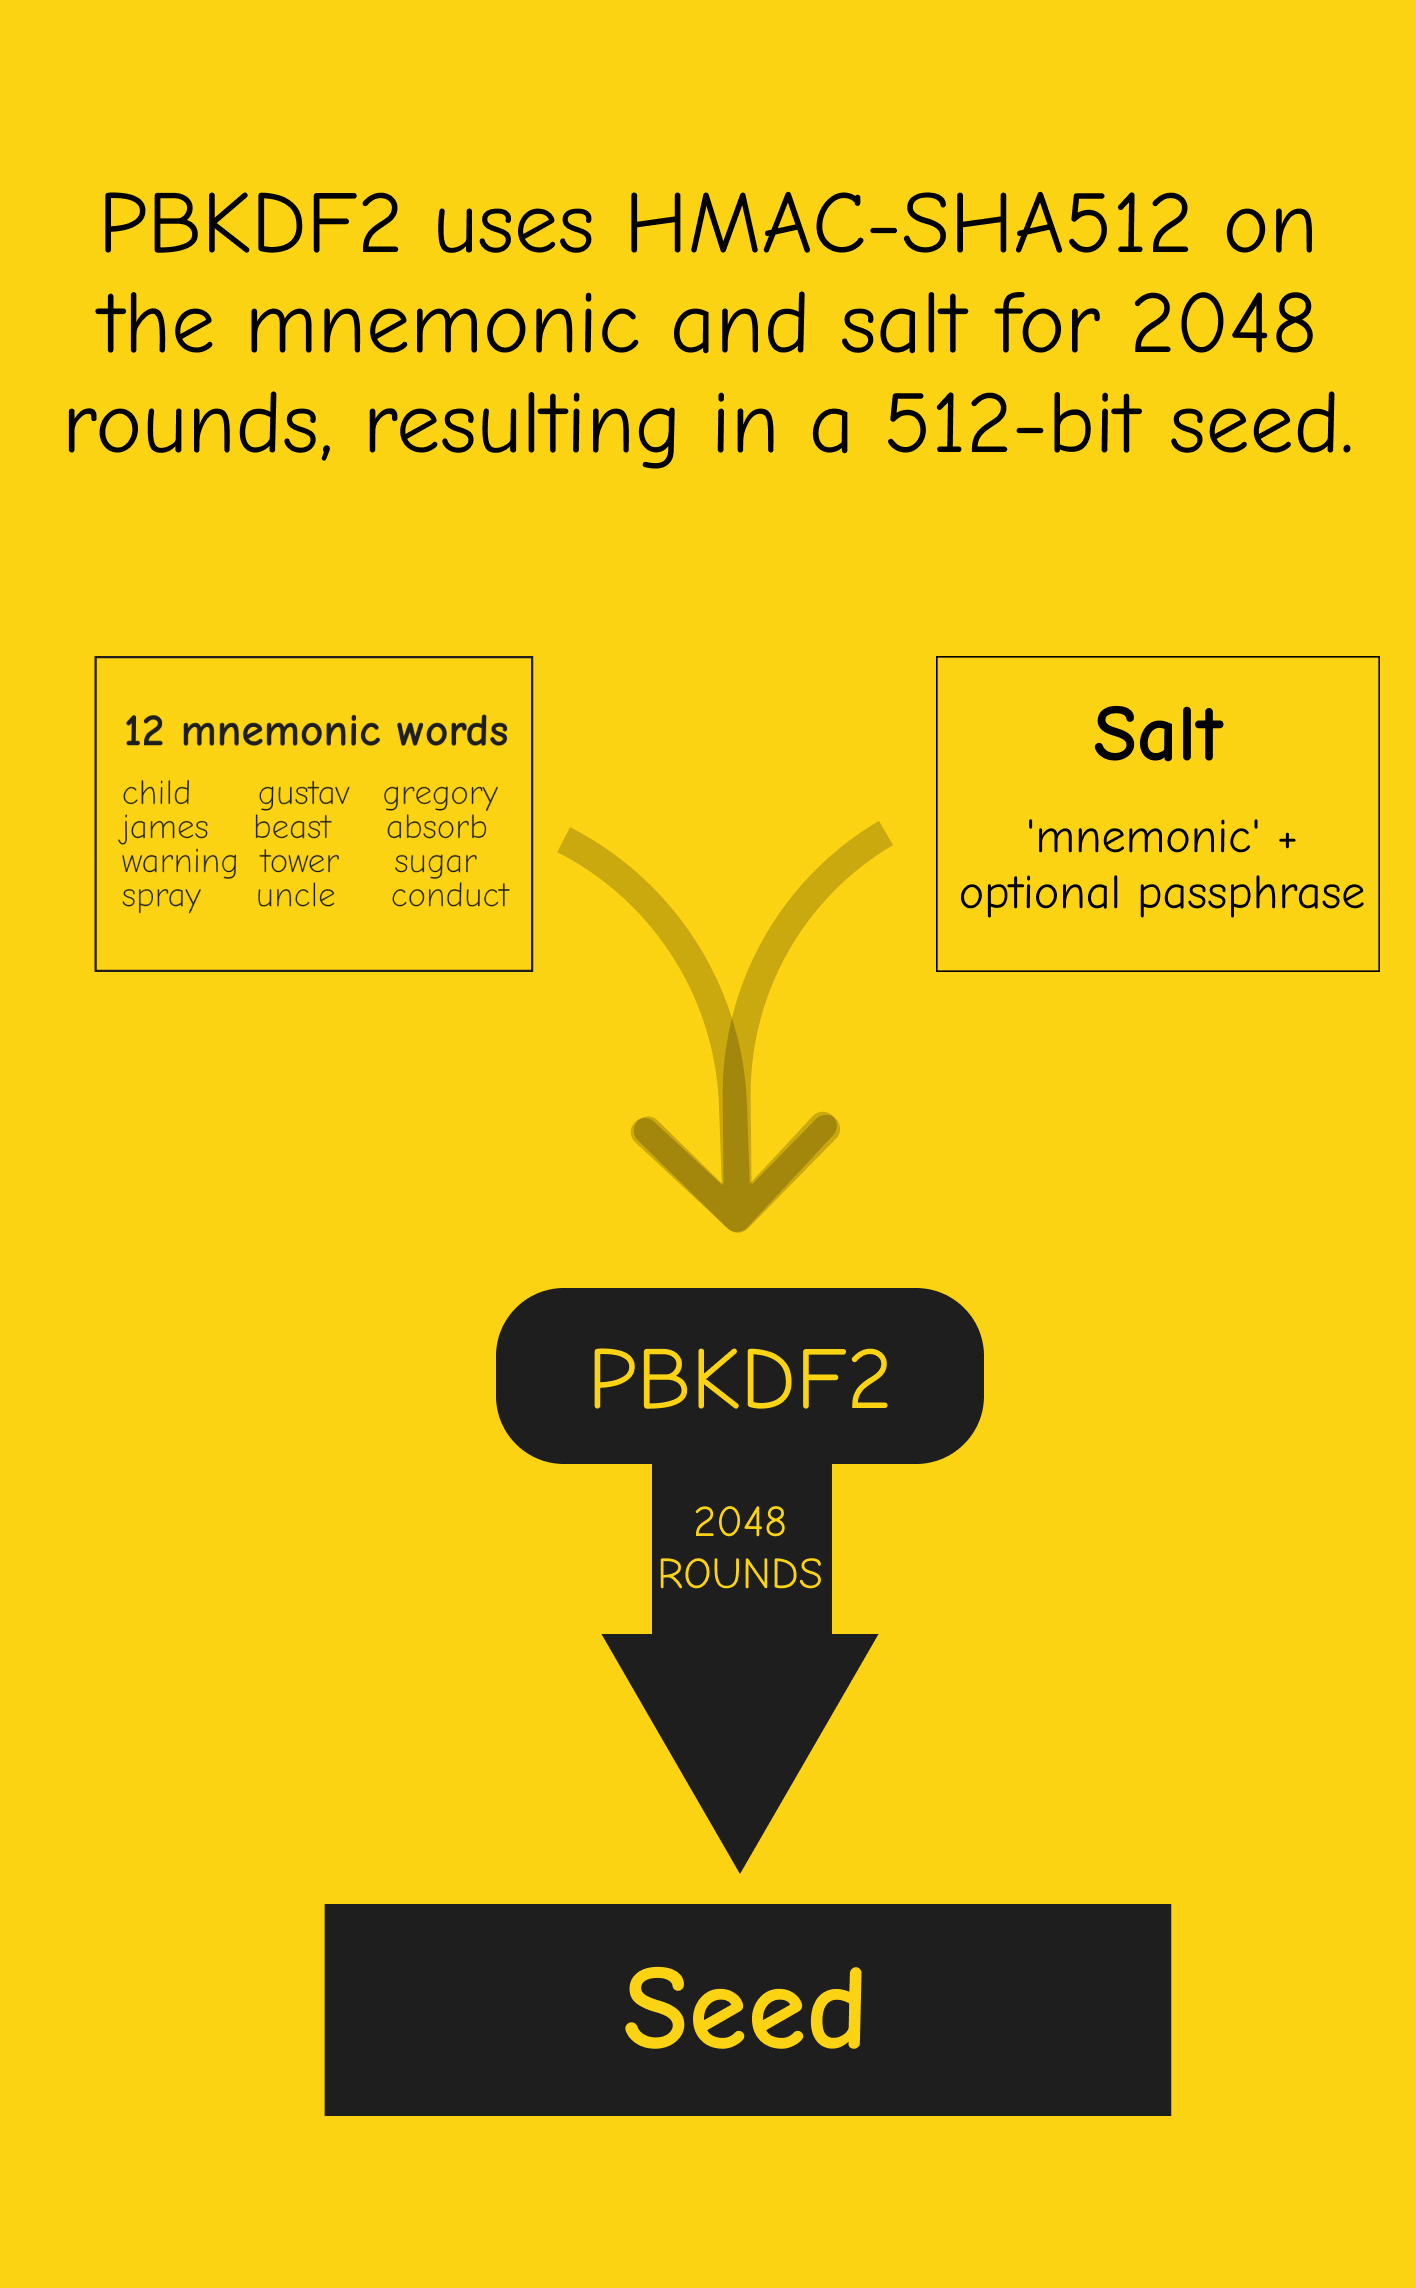 PBKDF2 uses HMAC-SHA512 on
the mnemonic and salt for 2048
rounds, resulting in a 512-bit seed.
12 mnemonic words
child gustav gregory
james beast absorb
warning tower sugar
spray uncle conduct
Salt
'mnemonic' +
optional passphrase
PBKDF2
2048
ROUNDS
Seed